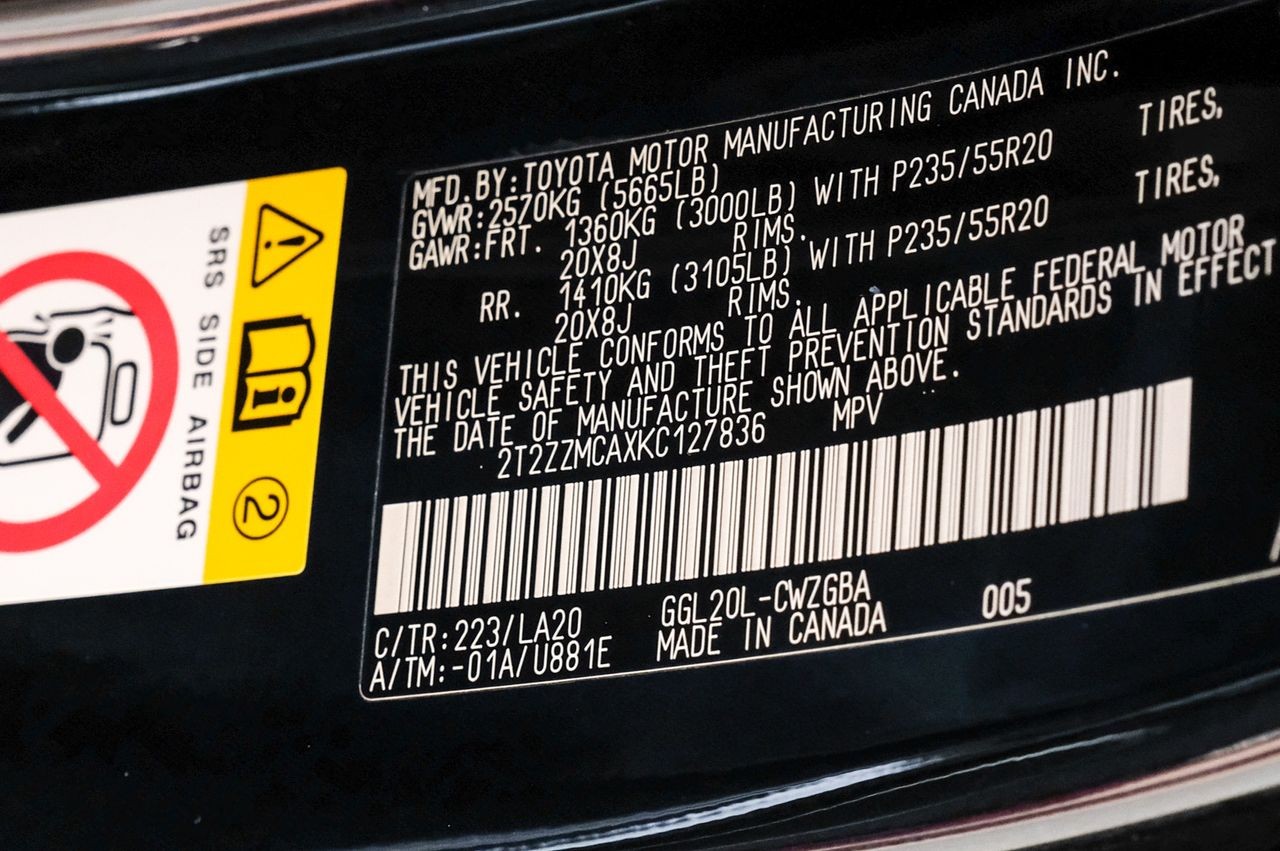 SRS SIDE AIRBAG
2
MFD.BY:TOYOTA MOTOR MANUFACTURING CANADA INC.
GVWR:2570KG (5665LB)
GAWR:FRT. 1360KG (3000LB) WITH P235/55R20 TIRES,
20X8J RIMS.
RR. 1410KG (3105LB) WITH P235/55R20 TIRES,
20X8J RIMS.
THIS VEHICLE CONFORMS TO ALL APPLICABLE FEDERAL MOTOR
VEHICLE SAFETY AND THEFT PREVENTION STANDARDS IN EFFECT
THE DATE OF MANUFACTURE SHOWN ABOVE.
2T2ZZMCAXKC127836 MPV
C/TR:223/LA20 GGL20L-CWZGBA
A/TM:-01A/U881E MADE IN CANADA 005